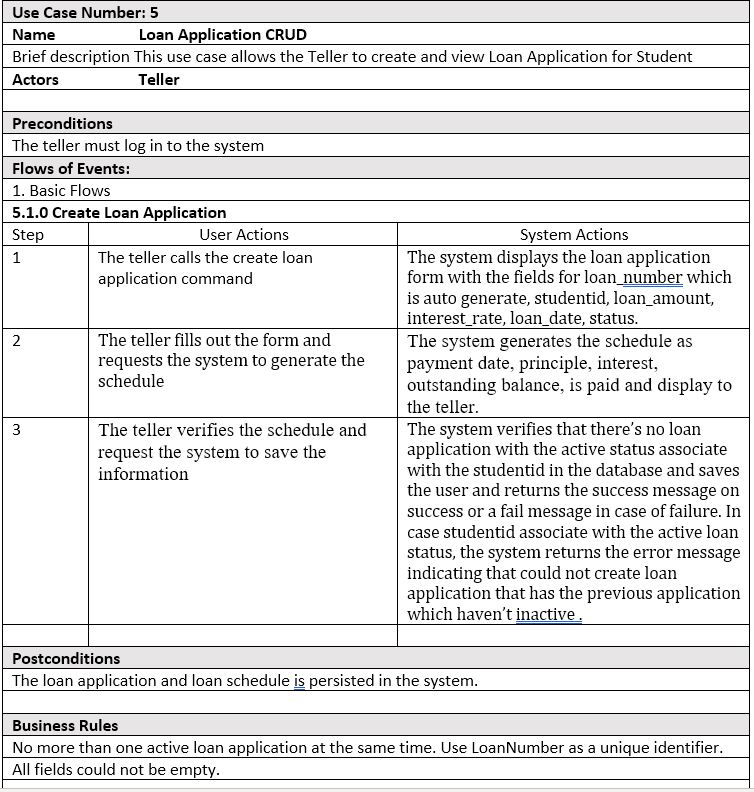 Use Case Number: 5
Name Loan Application CRUD
Brief description This use case allows the Teller to create and view Loan Application for Student
Actors Teller
Preconditions
The teller must log in to the system
Flows of Events:
1. Basic Flows
5.1.0 Create Loan Application
Step User Actions System Actions
1
The teller calls the create loan
application command
The system displays the loan application
form with the fields for loan_number which
is auto generate, studentid, loan_amount,
interest_rate, loan_date, status.
2
The teller fills out the form and
requests the system to generate the
schedule
The system generates the schedule as
payment date, principle, interest,
outstanding balance, is paid and display to
the teller.
3
The teller verifies the schedule and
request the system to save the
information
The system verifies that there's no loan
application with the active status associate
with the studentid in the database and saves
the user and returns the success message on
success or a fail message in case of failure. In
case studentid associate with the active loan
status, the system returns the error message
indicating that could not create loan
application that has the previous application
which haven't inactive .
Postconditions
The loan application and loan schedule is persisted in the system.
Business Rules
No more than one active loan application at the same time. Use LoanNumber as a unique identifier.
All fields could not be empty.